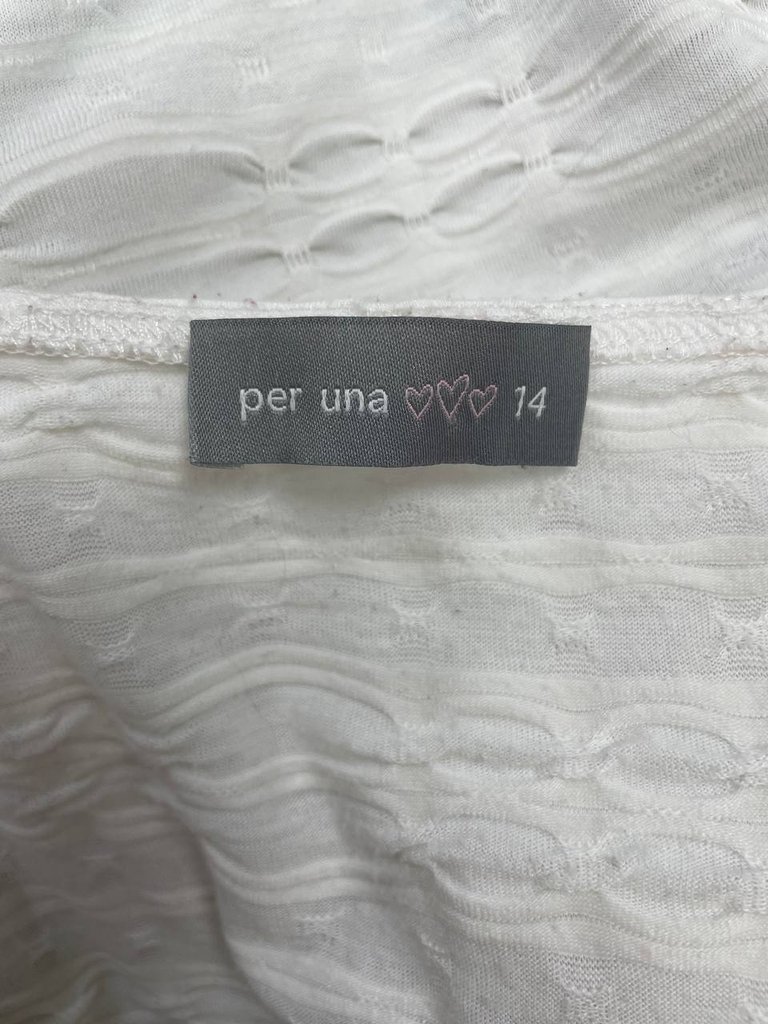 per una ♡♡♡ 14